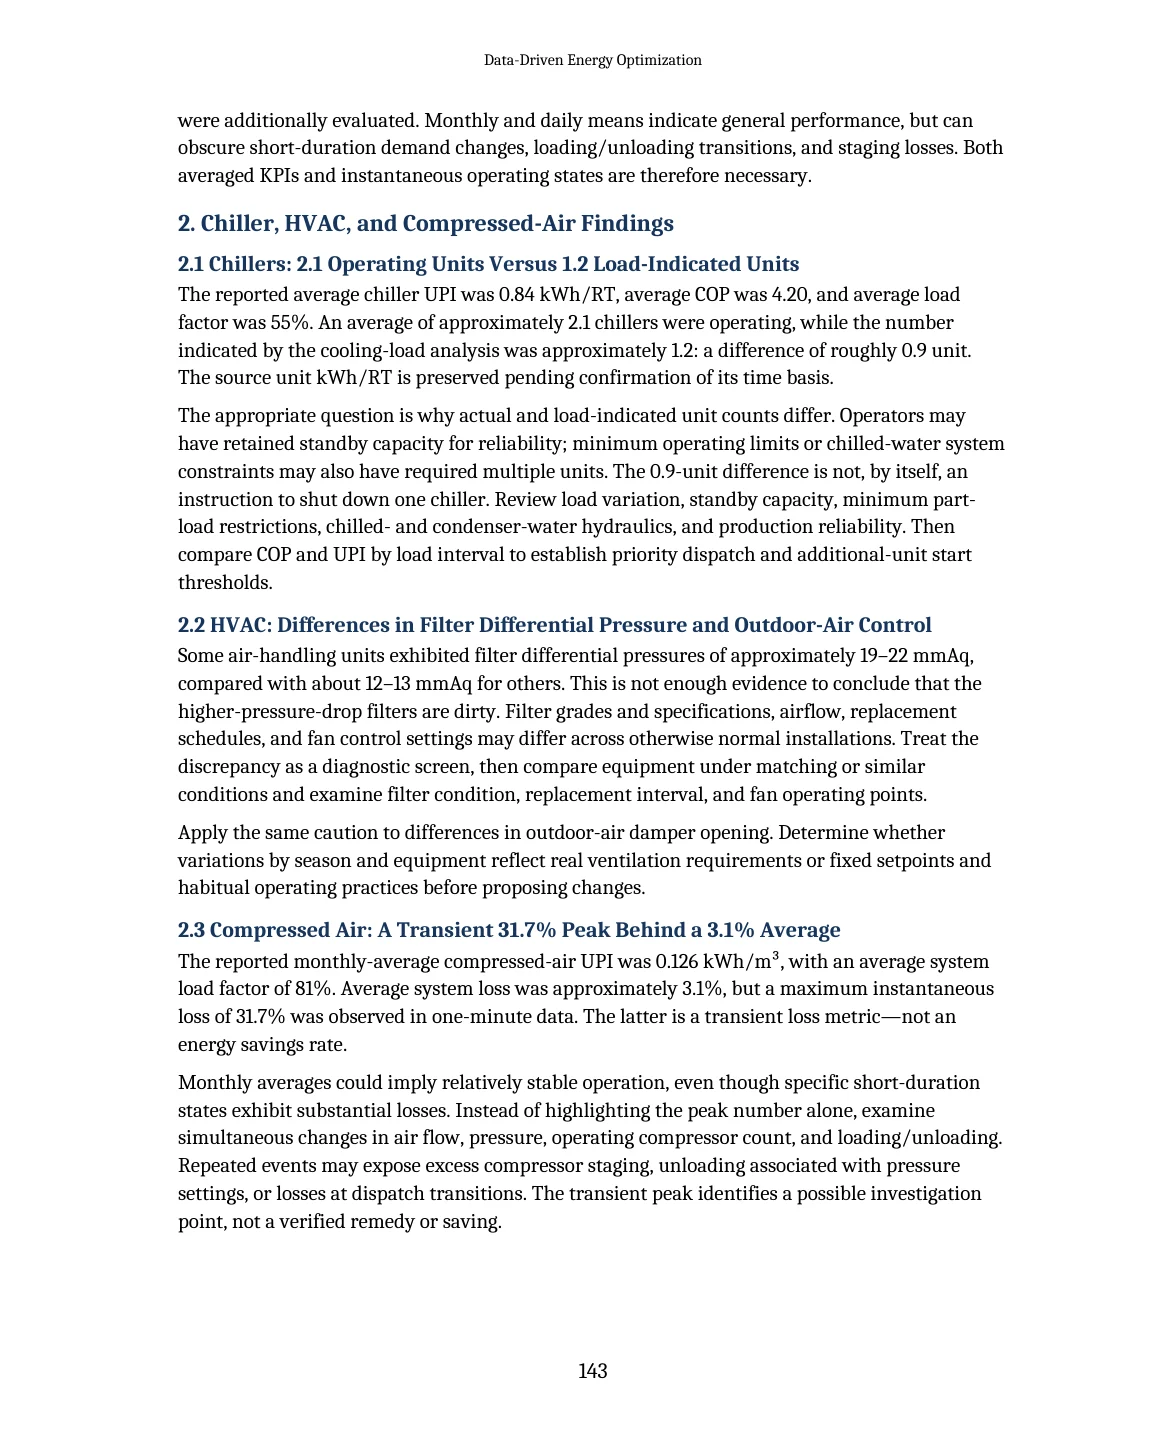 Data-Driven Energy Optimization
were additionally evaluated. Monthly and daily means indicate general performance, but can
obscure short-duration demand changes, loading/unloading transitions, and staging losses. Both
averaged KPIs and instantaneous operating states are therefore necessary.
2. Chiller, HVAC, and Compressed-Air Findings
2.1 Chillers: 2.1 Operating Units Versus 1.2 Load-Indicated Units
The reported average chiller UPI was 0.84 kWh/RT, average COP was 4.20, and average load
factor was 55%. An average of approximately 2.1 chillers were operating, while the number
indicated by the cooling-load analysis was approximately 1.2: a difference of roughly 0.9 unit.
The source unit kWh/RT is preserved pending confirmation of its time basis.
The appropriate question is why actual and load-indicated unit counts differ. Operators may
have retained standby capacity for reliability; minimum operating limits or chilled-water system
constraints may also have required multiple units. The 0.9-unit difference is not, by itself, an
instruction to shut down one chiller. Review load variation, standby capacity, minimum part-
load restrictions, chilled- and condenser-water hydraulics, and production reliability. Then
compare COP and UPI by load interval to establish priority dispatch and additional-unit start
thresholds.
2.2 HVAC: Differences in Filter Differential Pressure and Outdoor-Air Control
Some air-handling units exhibited filter differential pressures of approximately 19–22 mmAq,
compared with about 12–13 mmAq for others. This is not enough evidence to conclude that the
higher-pressure-drop filters are dirty. Filter grades and specifications, airflow, replacement
schedules, and fan control settings may differ across otherwise normal installations. Treat the
discrepancy as a diagnostic screen, then compare equipment under matching or similar
conditions and examine filter condition, replacement interval, and fan operating points.
Apply the same caution to differences in outdoor-air damper opening. Determine whether
variations by season and equipment reflect real ventilation requirements or fixed setpoints and
habitual operating practices before proposing changes.
2.3 Compressed Air: A Transient 31.7% Peak Behind a 3.1% Average
The reported monthly-average compressed-air UPI was 0.126 kWh/m³, with an average system
load factor of 81%. Average system loss was approximately 3.1%, but a maximum instantaneous
loss of 31.7% was observed in one-minute data. The latter is a transient loss metric—not an
energy savings rate.
Monthly averages could imply relatively stable operation, even though specific short-duration
states exhibit substantial losses. Instead of highlighting the peak number alone, examine
simultaneous changes in air flow, pressure, operating compressor count, and loading/unloading.
Repeated events may expose excess compressor staging, unloading associated with pressure
settings, or losses at dispatch transitions. The transient peak identifies a possible investigation
point, not a verified remedy or saving.
143